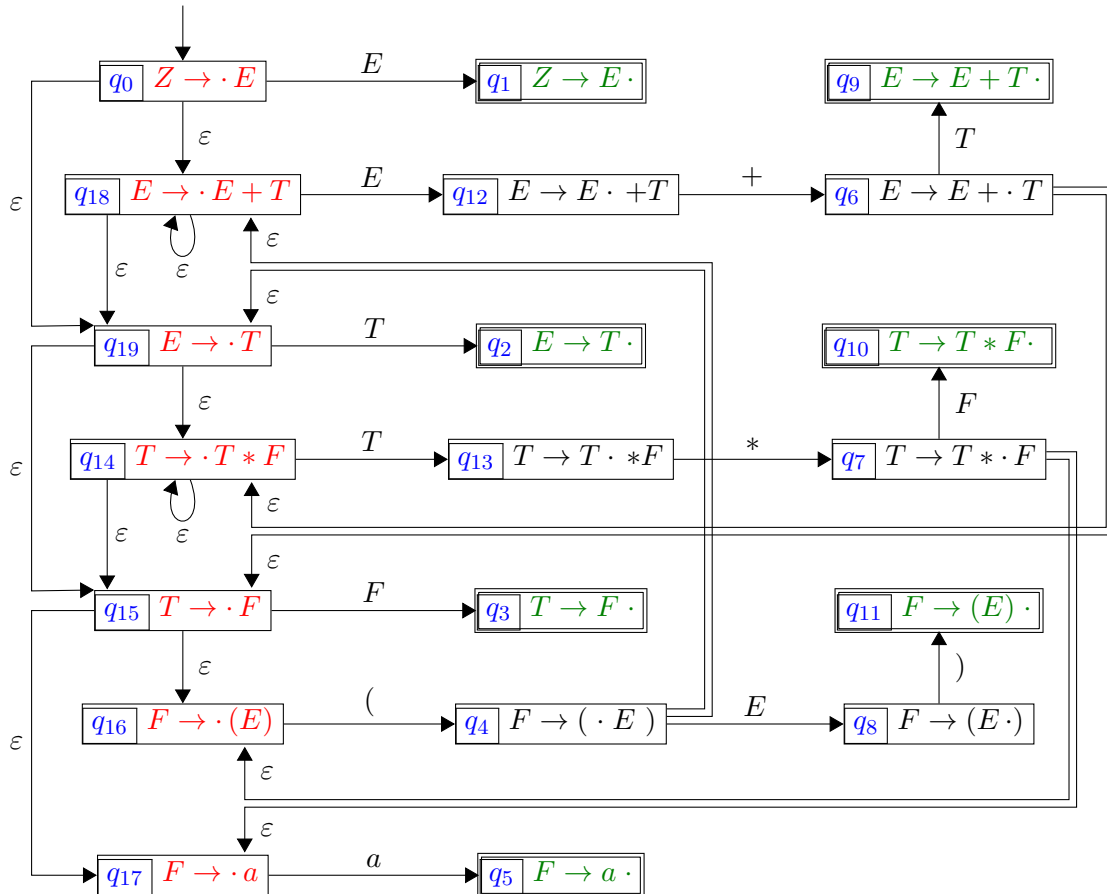 q0 Z → · E E q1 Z → E · q9 E → E + T ·
ε T
q18 E → · E + T E q12 E → E · +T + q6 E → E + · T
ε
ε ε ε
ε
q19 E → · T T q2 E → T · q10 T → T ∗ F ·
ε F
q14 T → · T ∗ F T q13 T → T · ∗F ∗ q7 T → T ∗ · F
ε
ε ε ε
ε
q15 T → · F F q3 T → F · q11 F → (E) ·
ε )
q16 F → · (E) ( q4 F → ( · E ) E q8 F → (E ·)
ε
ε
ε
q17 F → · a a q5 F → a ·